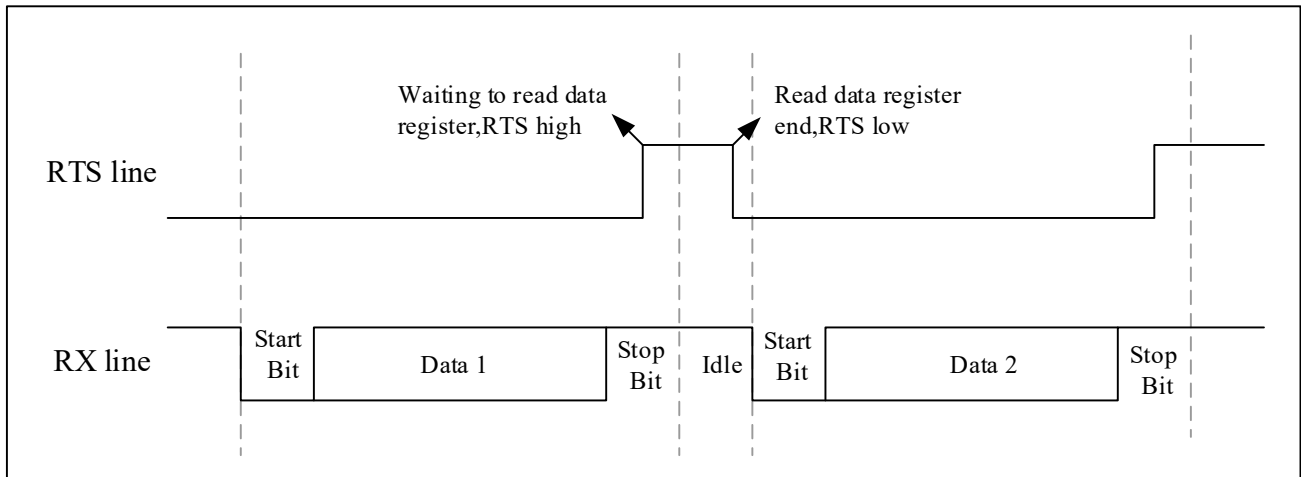 Waiting to read data
register,RTS high
Read data register
end,RTS low
RTS line
RX line
Start
Bit
Data 1
Stop
Bit
Idle
Start
Bit
Data 2
Stop
Bit